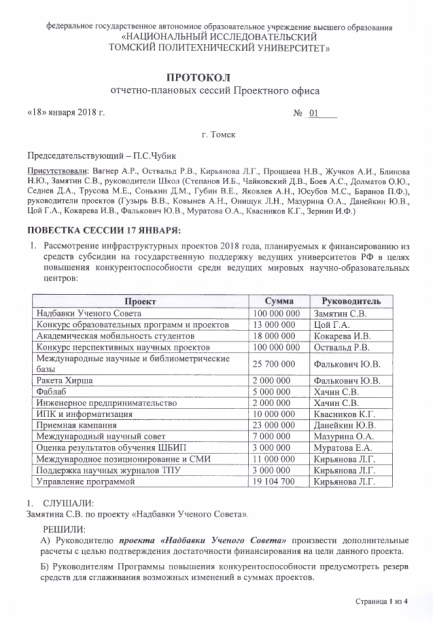 федеральное государственное автономное образовательное учреждение высшего образования
«НАЦИОНАЛЬНЫЙ ИССЛЕДОВАТЕЛЬСКИЙ
ТОМСКИЙ ПОЛИТЕХНИЧЕСКИЙ УНИВЕРСИТЕТ»
ПРОТОКОЛ
отчетно-плановых сессий Проектного офиса
«18» января 2018 г. № 01
г. Томск
Председательствующий – П.С.Чубик
Присутствовали: Вагнер А.Р., Оствальд Р.В., Кирьянова Л.Г., Прощаева Н.В., Жучков А.И., Блинова
Н.Ю., Замятин С.В., руководители Школ (Степанов И.Б., Чайковский Д.В., Боев А.С., Долматов О.Ю.,
Седнев Д.А., Трусова М.Е., Сонькин Д.М., Губин В.Е., Яковлев А.Н., Юсубов М.С., Баранов П.Ф.),
руководители проектов (Гузырь В.В., Ковынев А.Н., Онищук Л.Н., Мазурина О.А., Данейкин Ю.В.,
Цой Г.А., Кокарева И.В., Фалькович Ю.В., Муратова О.А., Квасников К.Г., Зернин И.Ф.)
ПОВЕСТКА СЕССИИ 17 ЯНВАРЯ:
1. Рассмотрение инфраструктурных проектов 2018 года, планируемых к финансированию из
средств субсидии на государственную поддержку ведущих университетов РФ в целях
повышения конкурентоспособности среди ведущих мировых научно-образовательных
центров:
Проект Сумма Руководитель
Надбавки Ученого Совета 100 000 000 Замятин С.В.
Конкурс образовательных программ и проектов 13 000 000 Цой Г.А.
Академическая мобильность студентов 18 000 000 Кокарева И.В.
Конкурс перспективных научных проектов 100 000 000 Оствальд Р.В.
Международные научные и библиометрические
базы 25 700 000 Фалькович Ю.В.
Ракета Хирша 2 000 000 Фалькович Ю.В.
Фаблаб 5 000 000 Хачин С.В.
Инженерное предпринимательство 2 000 000 Хачин С.В.
ИПК и информатизация 10 000 000 Квасников К.Г.
Приемная кампания 23 000 000 Данейкин Ю.В.
Международный научный совет 7 000 000 Мазурина О.А.
Оценка результатов обучения ШБИП 3 000 000 Муратова Е.А.
Международное позиционирование и СМИ 11 000 000 Кирьянова Л.Г.
Поддержка научных журналов ТПУ 3 000 000 Кирьянова Л.Г.
Управление программой 19 104 700 Кирьянова Л.Г.
1. СЛУШАЛИ:
Замятина С.В. по проекту «Надбавки Ученого Совета».
РЕШИЛИ:
А) Руководителю проекта «Надбавки Ученого Совета» произвести дополнительные
расчеты с целью подтверждения достаточности финансирования на цели данного проекта.
Б) Руководителям Программы повышения конкурентоспособности предусмотреть резерв
средств для сглаживания возможных изменений в суммах проектов.
Страница 1 из 4